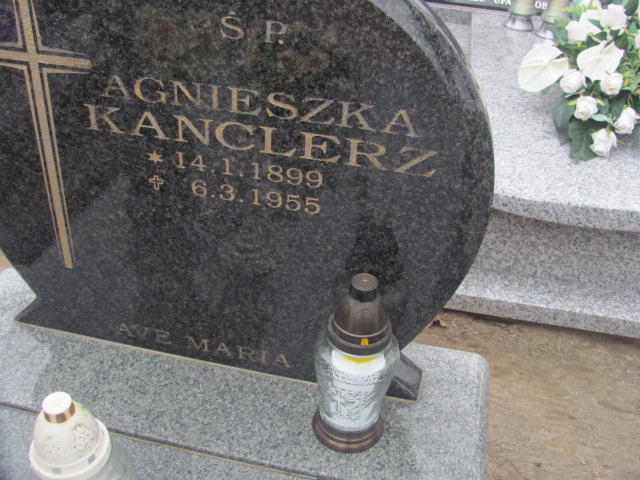 Ś.P.
AGNIESZKA
KANCLERZ
* 14.1.1899
✝ 6.3.1955
AVE MARIA